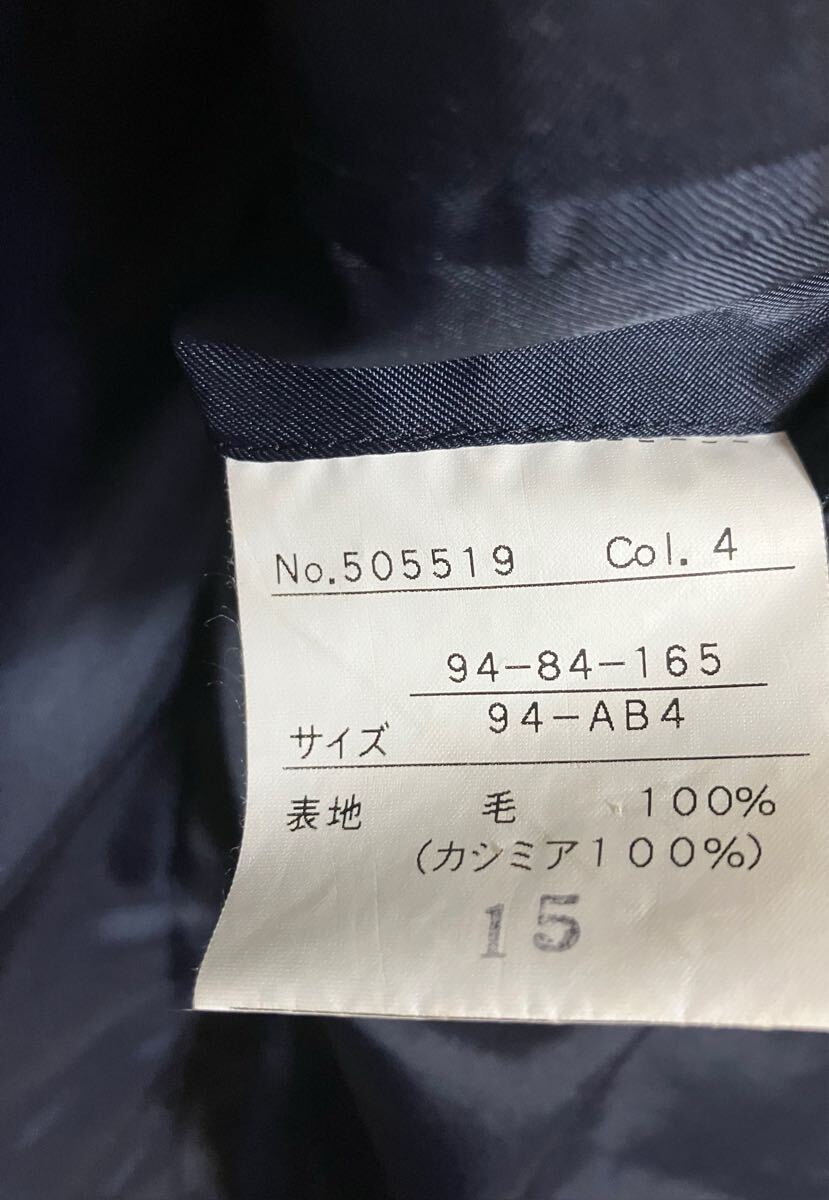 No.505519 Col.4
94-84-165
サイズ 94-AB4
表地 毛 100%
(カシミア100%)
15